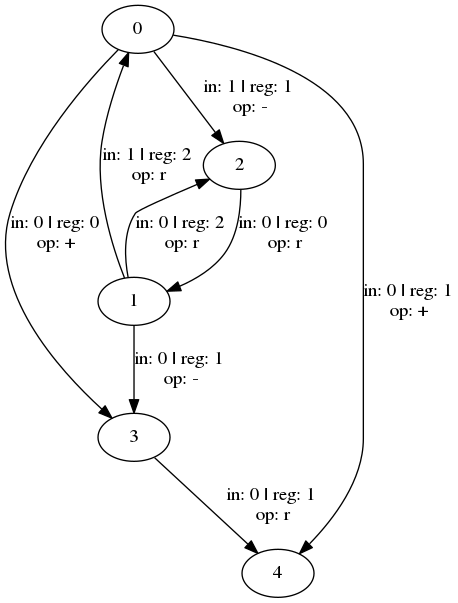 0
in: 1 | reg: 1
op: -
in: 1 | reg: 2
op: r
2
in: 0 | reg: 0
op: +
in: 0 | reg: 2
op: r
in: 0 | reg: 0
op: r
1
in: 0 | reg: 1
op: +
in: 0 | reg: 1
op: -
3
in: 0 | reg: 1
op: r
4